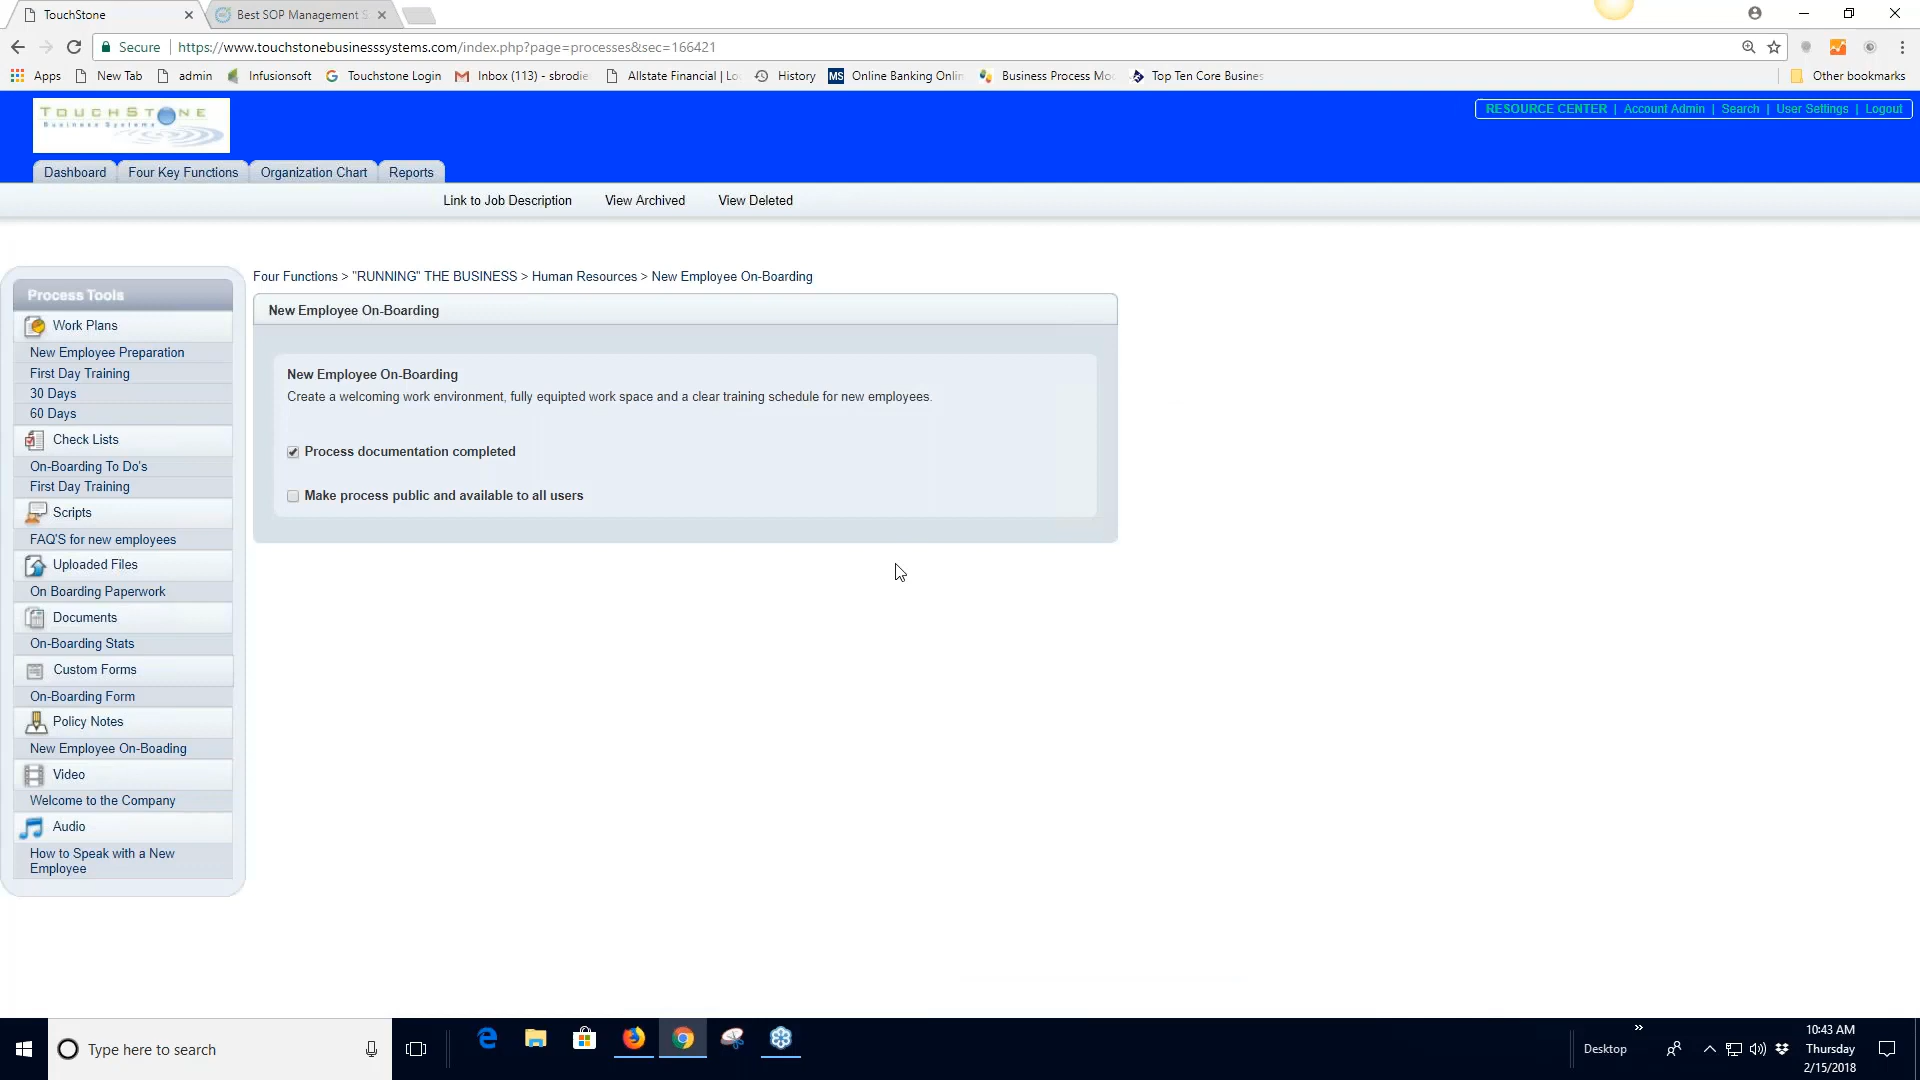 TouchStone
Best SOP Management S
Secure
https://www.touchstonebusinesssystems.com/index.php?page=processes&sec=166421
Apps
New Tab
admin
Infusionsoft
Touchstone Login
Inbox (113) - sbrodie
Allstate Financial | Lo
History
MS
Online Banking Onlin
Business Process Mo
Top Ten Core Busines
Other bookmarks
TOUCHSTONE
Business Systems
RESOURCE CENTER | Account Admin | Search | User Settings | Logout
Dashboard
Four Key Functions
Organization Chart
Reports
Link to Job Description
View Archived
View Deleted
Four Functions > "RUNNING" THE BUSINESS > Human Resources > New Employee On-Boarding
Process Tools
Work Plans
New Employee Preparation
First Day Training
30 Days
60 Days
Check Lists
On-Boarding To Do's
First Day Training
Scripts
FAQ'S for new employees
Uploaded Files
On Boarding Paperwork
Documents
On-Boarding Stats
Custom Forms
On-Boarding Form
Policy Notes
New Employee On-Boading
Video
Welcome to the Company
Audio
How to Speak with a New
Employee
New Employee On-Boarding
New Employee On-Boarding
Create a welcoming work environment, fully equipted work space and a clear training schedule for new employees.
Process documentation completed
Make process public and available to all users
Type here to search
Desktop
10:43 AM
Thursday
2/15/2018